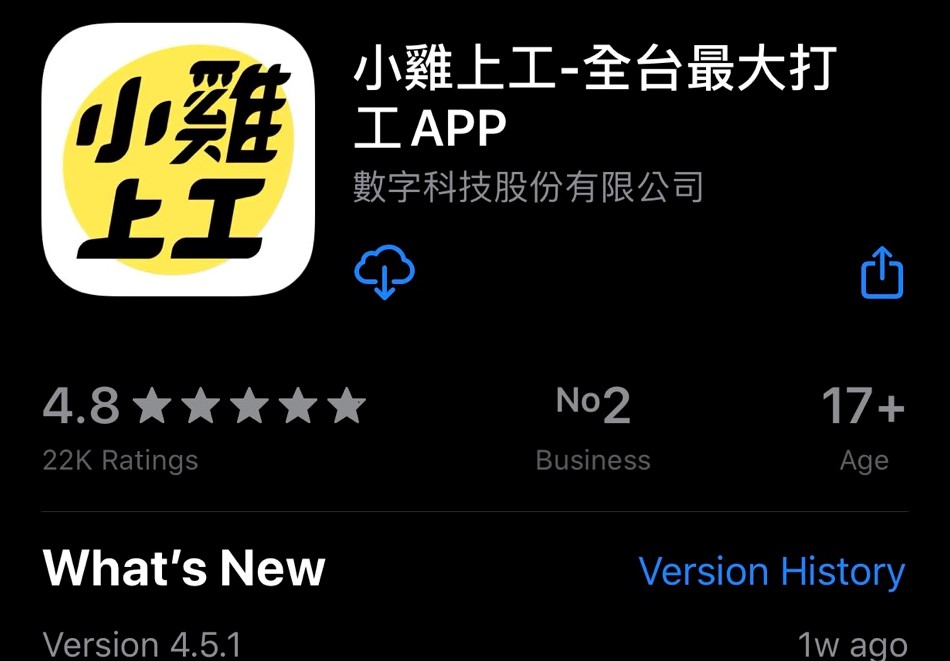 小雞
上工
小雞上工-全台最大打
工APP
數字科技股份有限公司
4.8
22K Ratings
No2
Business
17+
Age
What's New
Version History
Version 4.5.1
1w ago